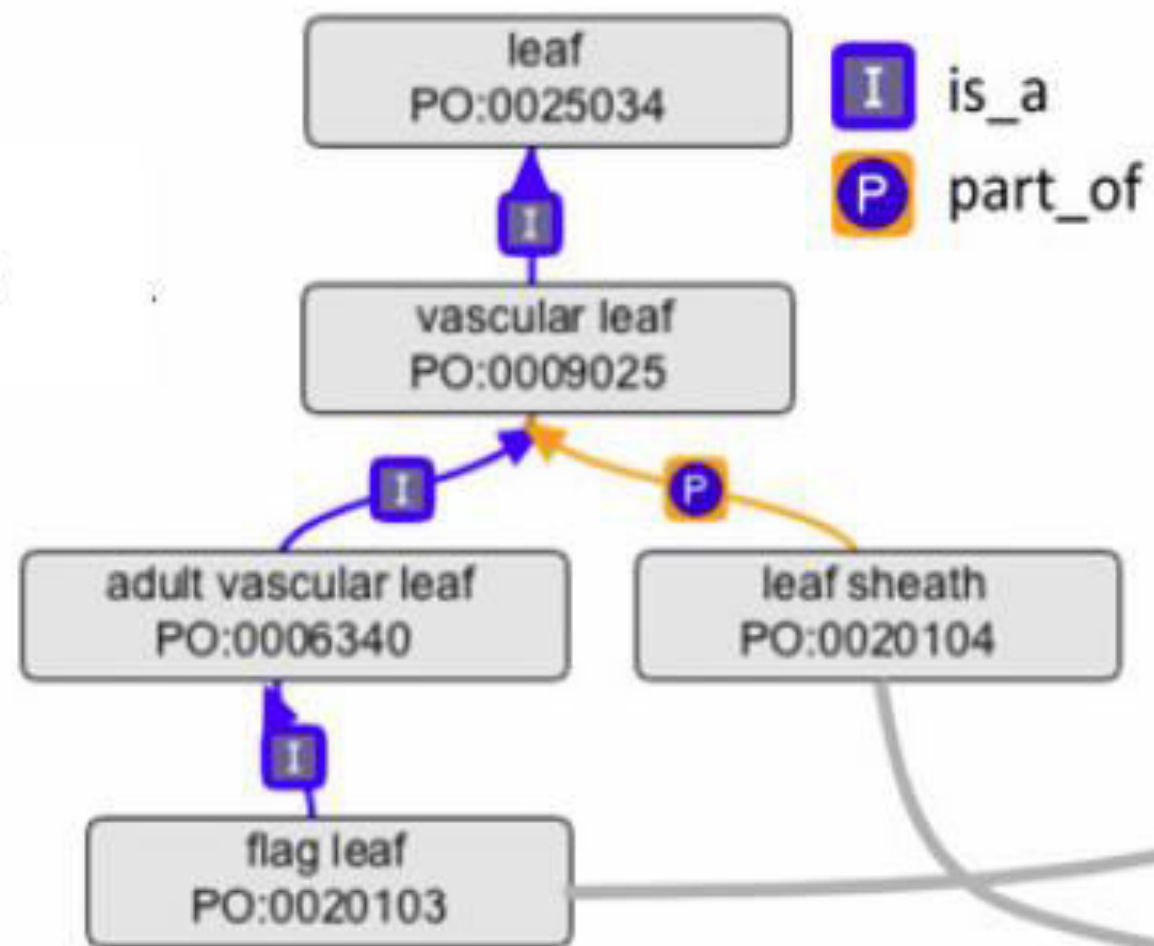 leaf
PO:0025034
I is_a
P part_of
I
vascular leaf
PO:0009025
I
P
adult vascular leaf
PO:0006340
leaf sheath
PO:0020104
I
flag leaf
PO:0020103